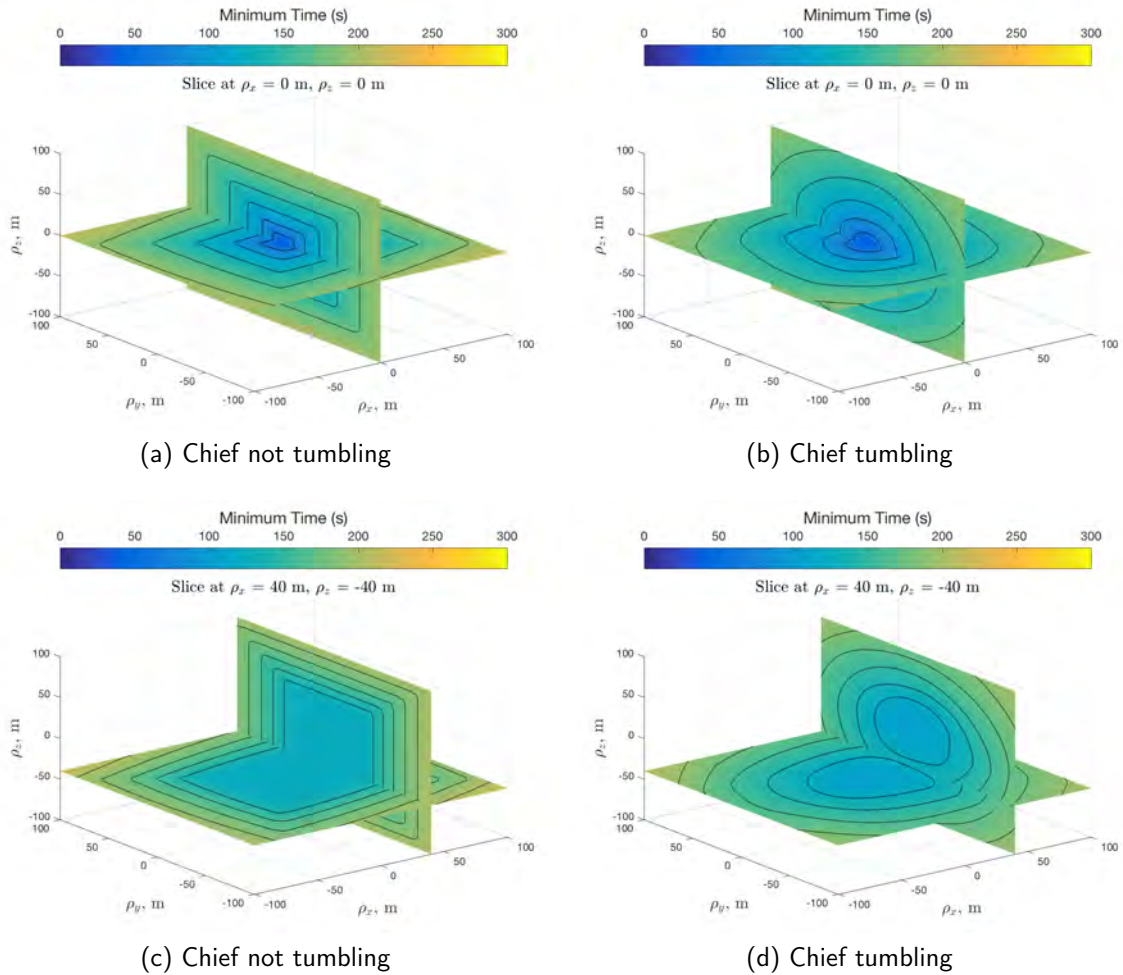 Minimum Time (s)
0 50 100 150 200 250 300
Slice at ρx = 0 m, ρz = 0 m
100
50
0
-50
-100
ρz, m
100
50
0
-50
-100
ρy, m
-100
-50
0
50
100
ρx, m
(a) Chief not tumbling
Minimum Time (s)
0 50 100 150 200 250 300
Slice at ρx = 0 m, ρz = 0 m
100
50
0
-50
-100
ρz, m
100
50
0
-50
-100
ρy, m
-100
-50
0
50
100
ρx, m
(b) Chief tumbling
Minimum Time (s)
0 50 100 150 200 250 300
Slice at ρx = 40 m, ρz = -40 m
100
50
0
-50
-100
ρz, m
100
50
0
-50
-100
ρy, m
-100
-50
0
50
100
ρx, m
(c) Chief not tumbling
Minimum Time (s)
0 50 100 150 200 250 300
Slice at ρx = 40 m, ρz = -40 m
100
50
0
-50
-100
ρz, m
100
50
0
-50
-100
ρy, m
-100
-50
0
50
100
ρx, m
(d) Chief tumbling